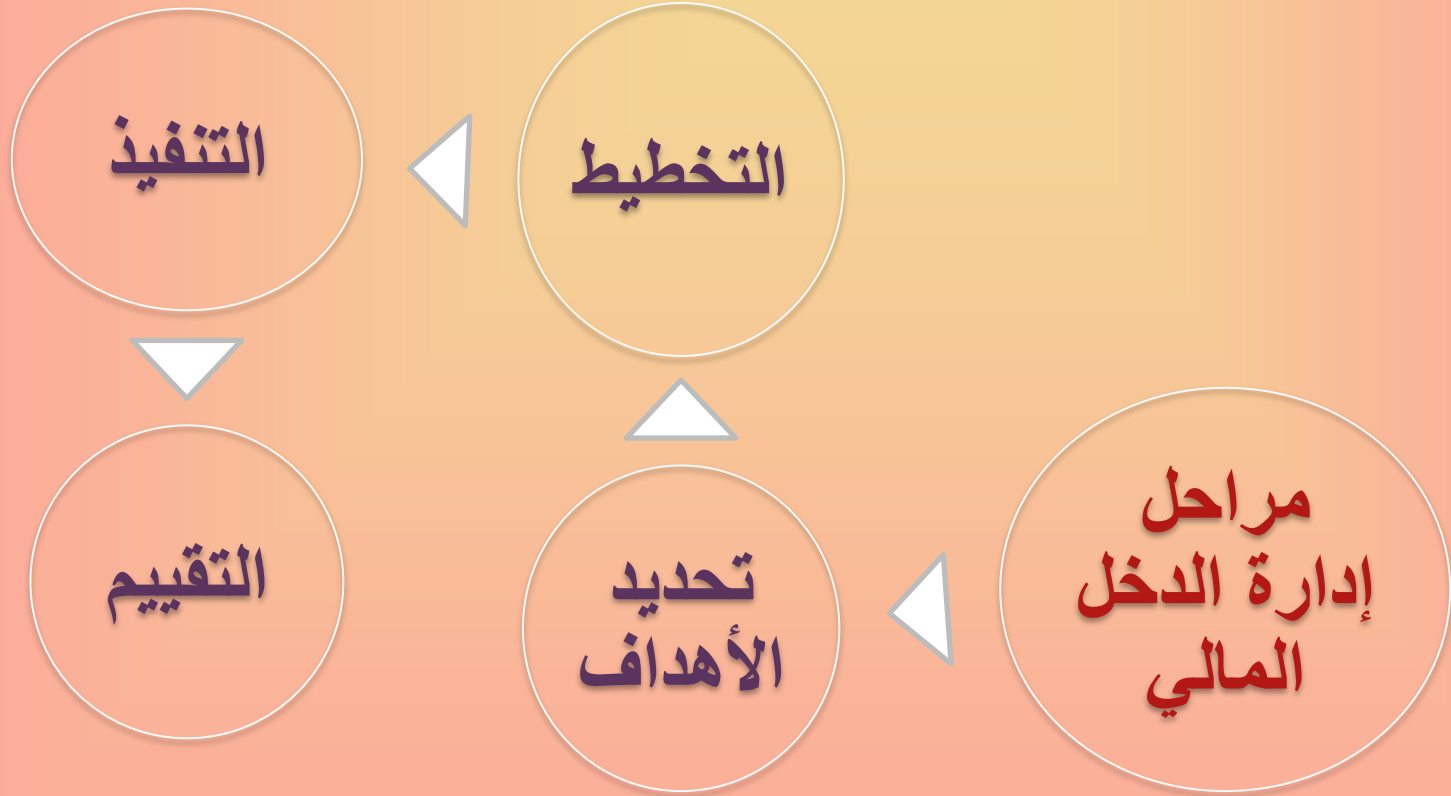 مراحل
إدارة الدخل
المالي
تحديد
الأهداف
التخطيط
التنفيذ
التقييم